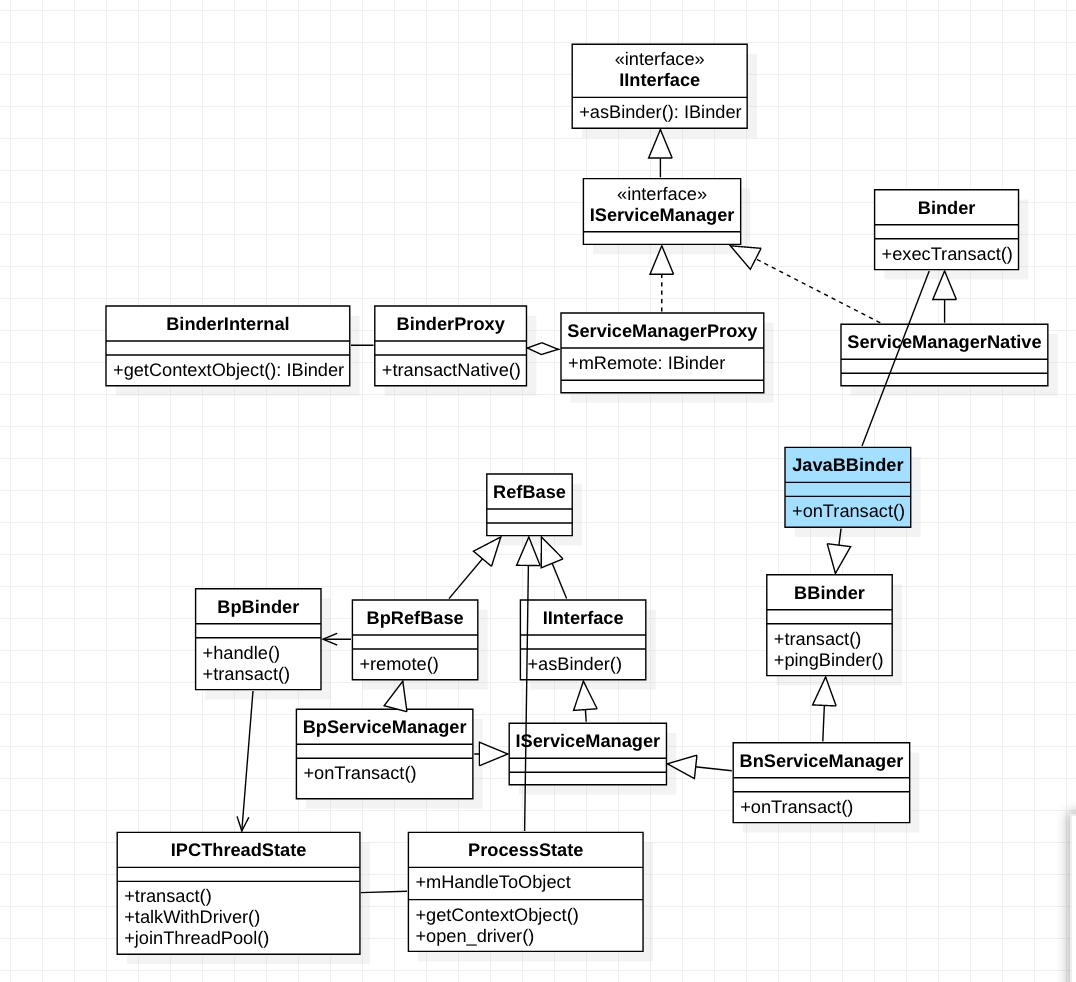 «interface»
IInterface
+asBinder(): IBinder
«interface»
IServiceManager
Binder
+execTransact()
BinderInternal
+getContextObject(): IBinder
BinderProxy
+transactNative()
ServiceManagerProxy
+mRemote: IBinder
ServiceManagerNative
JavaBBinder
+onTransact()
RefBase
BpBinder
+handle()
+transact()
BpRefBase
+remote()
IInterface
+asBinder()
BBinder
+transact()
+pingBinder()
BpServiceManager
+onTransact()
IServiceManager
BnServiceManager
+onTransact()
IPCThreadState
+transact()
+talkWithDriver()
+joinThreadPool()
ProcessState
+mHandleToObject
+getContextObject()
+open_driver()